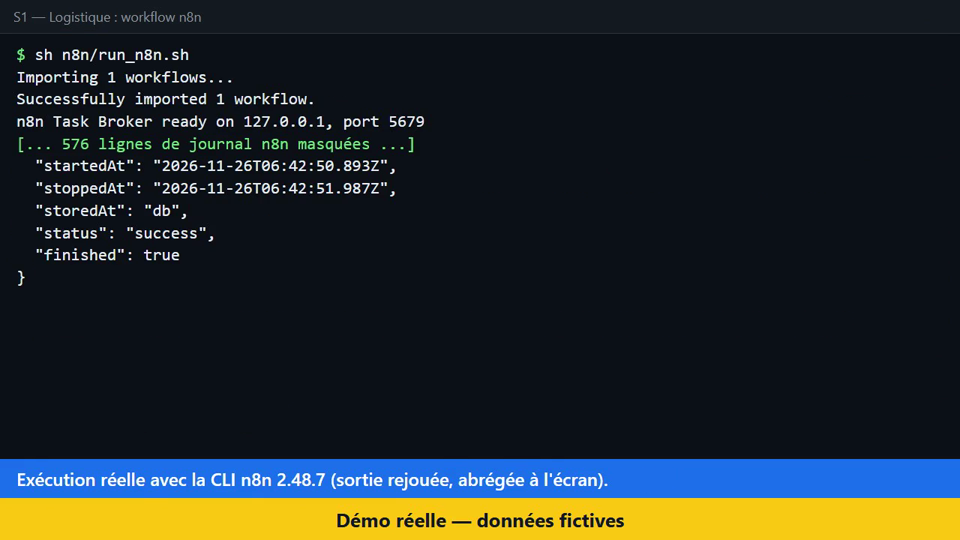 S1 — Logistique : workflow n8n
$ sh n8n/run_n8n.sh
Importing 1 workflows...
Successfully imported 1 workflow.
n8n Task Broker ready on 127.0.0.1, port 5679
[... 576 lignes de journal n8n masquées ...]
"startedAt": "2026-11-26T06:42:50.893Z",
"stoppedAt": "2026-11-26T06:42:51.987Z",
"storedAt": "db",
"status": "success",
"finished": true
}
Exécution réelle avec la CLI n8n 2.48.7 (sortie rejouée, abrégée à l'écran).
Démo réelle — données fictives